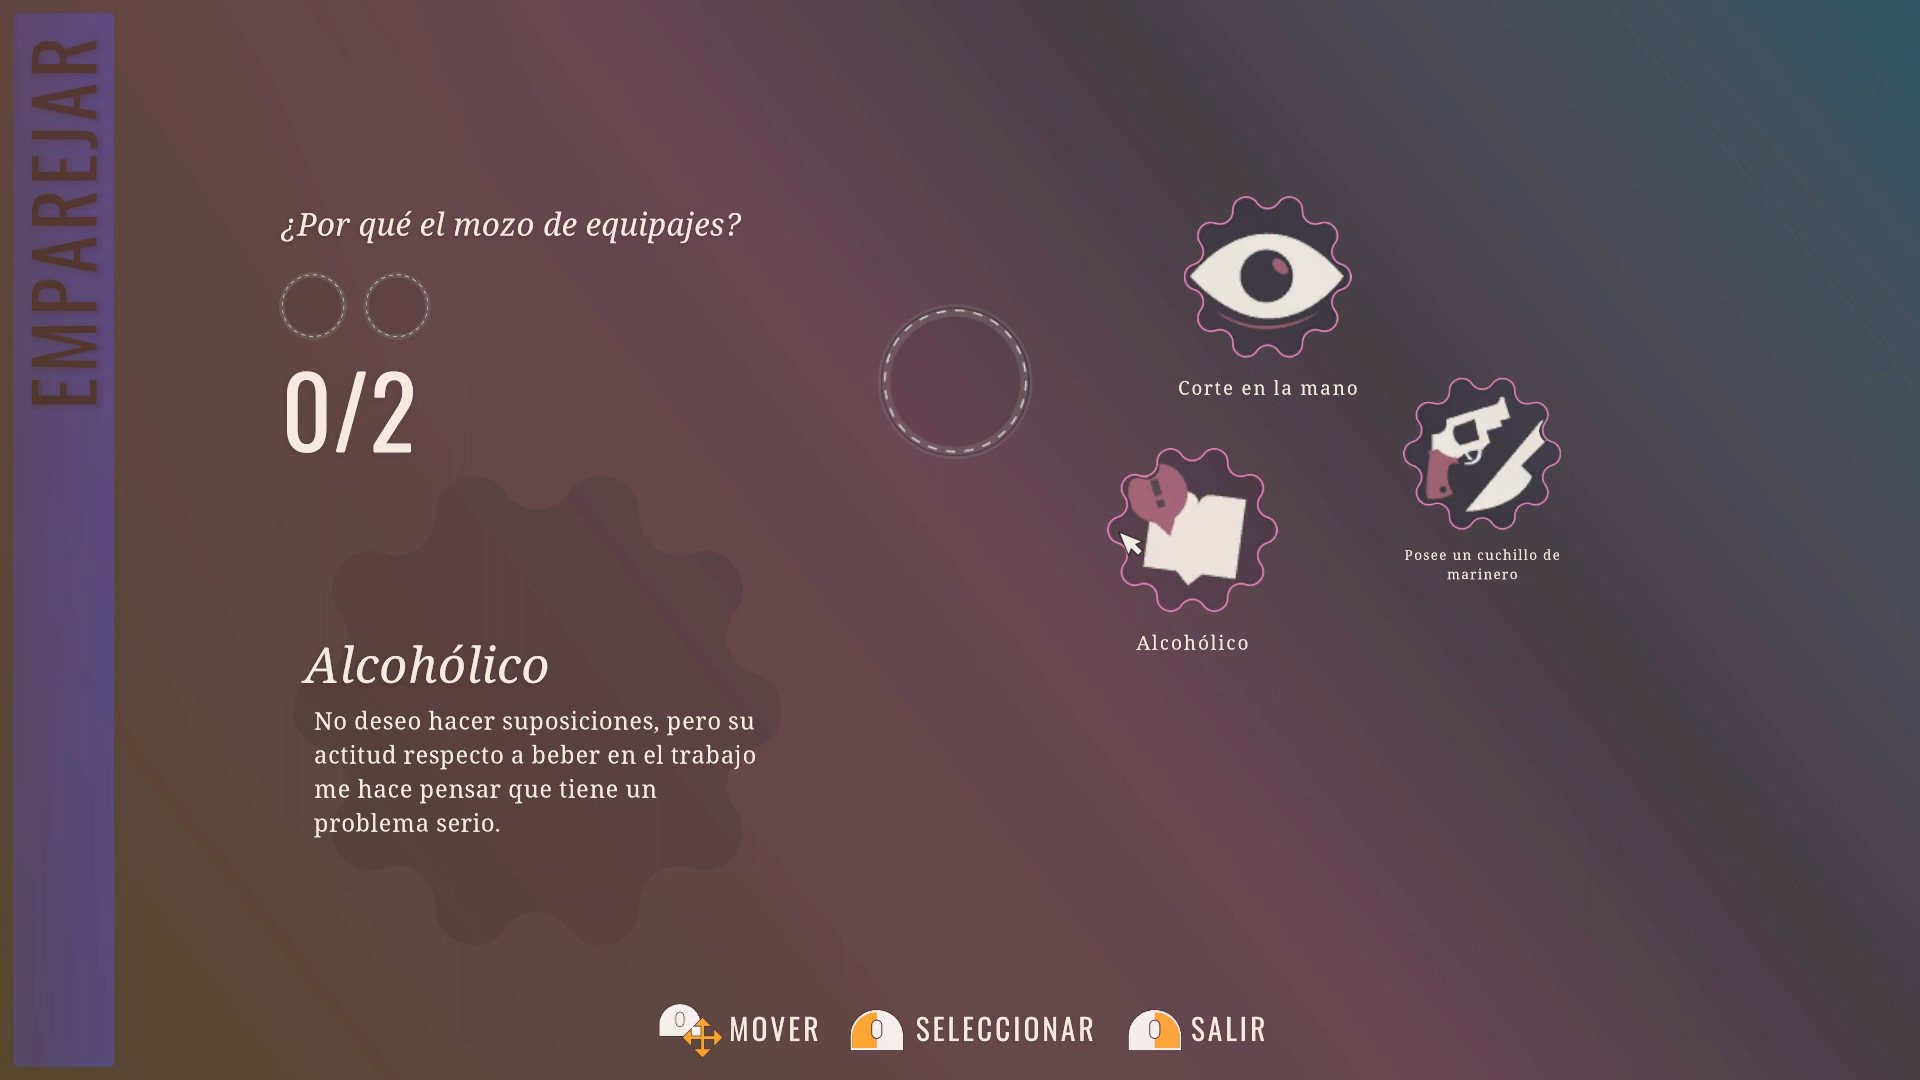 EMPAREJAR
¿Por qué el mozo de equipajes?
0/2
Corte en la mano
Posee un cuchillo de
marinero
Alcohólico
Alcohólico
No deseo hacer suposiciones, pero su
actitud respecto a beber en el trabajo
me hace pensar que tiene un
problema serio.
MOVER
SELECCIONAR
SALIR